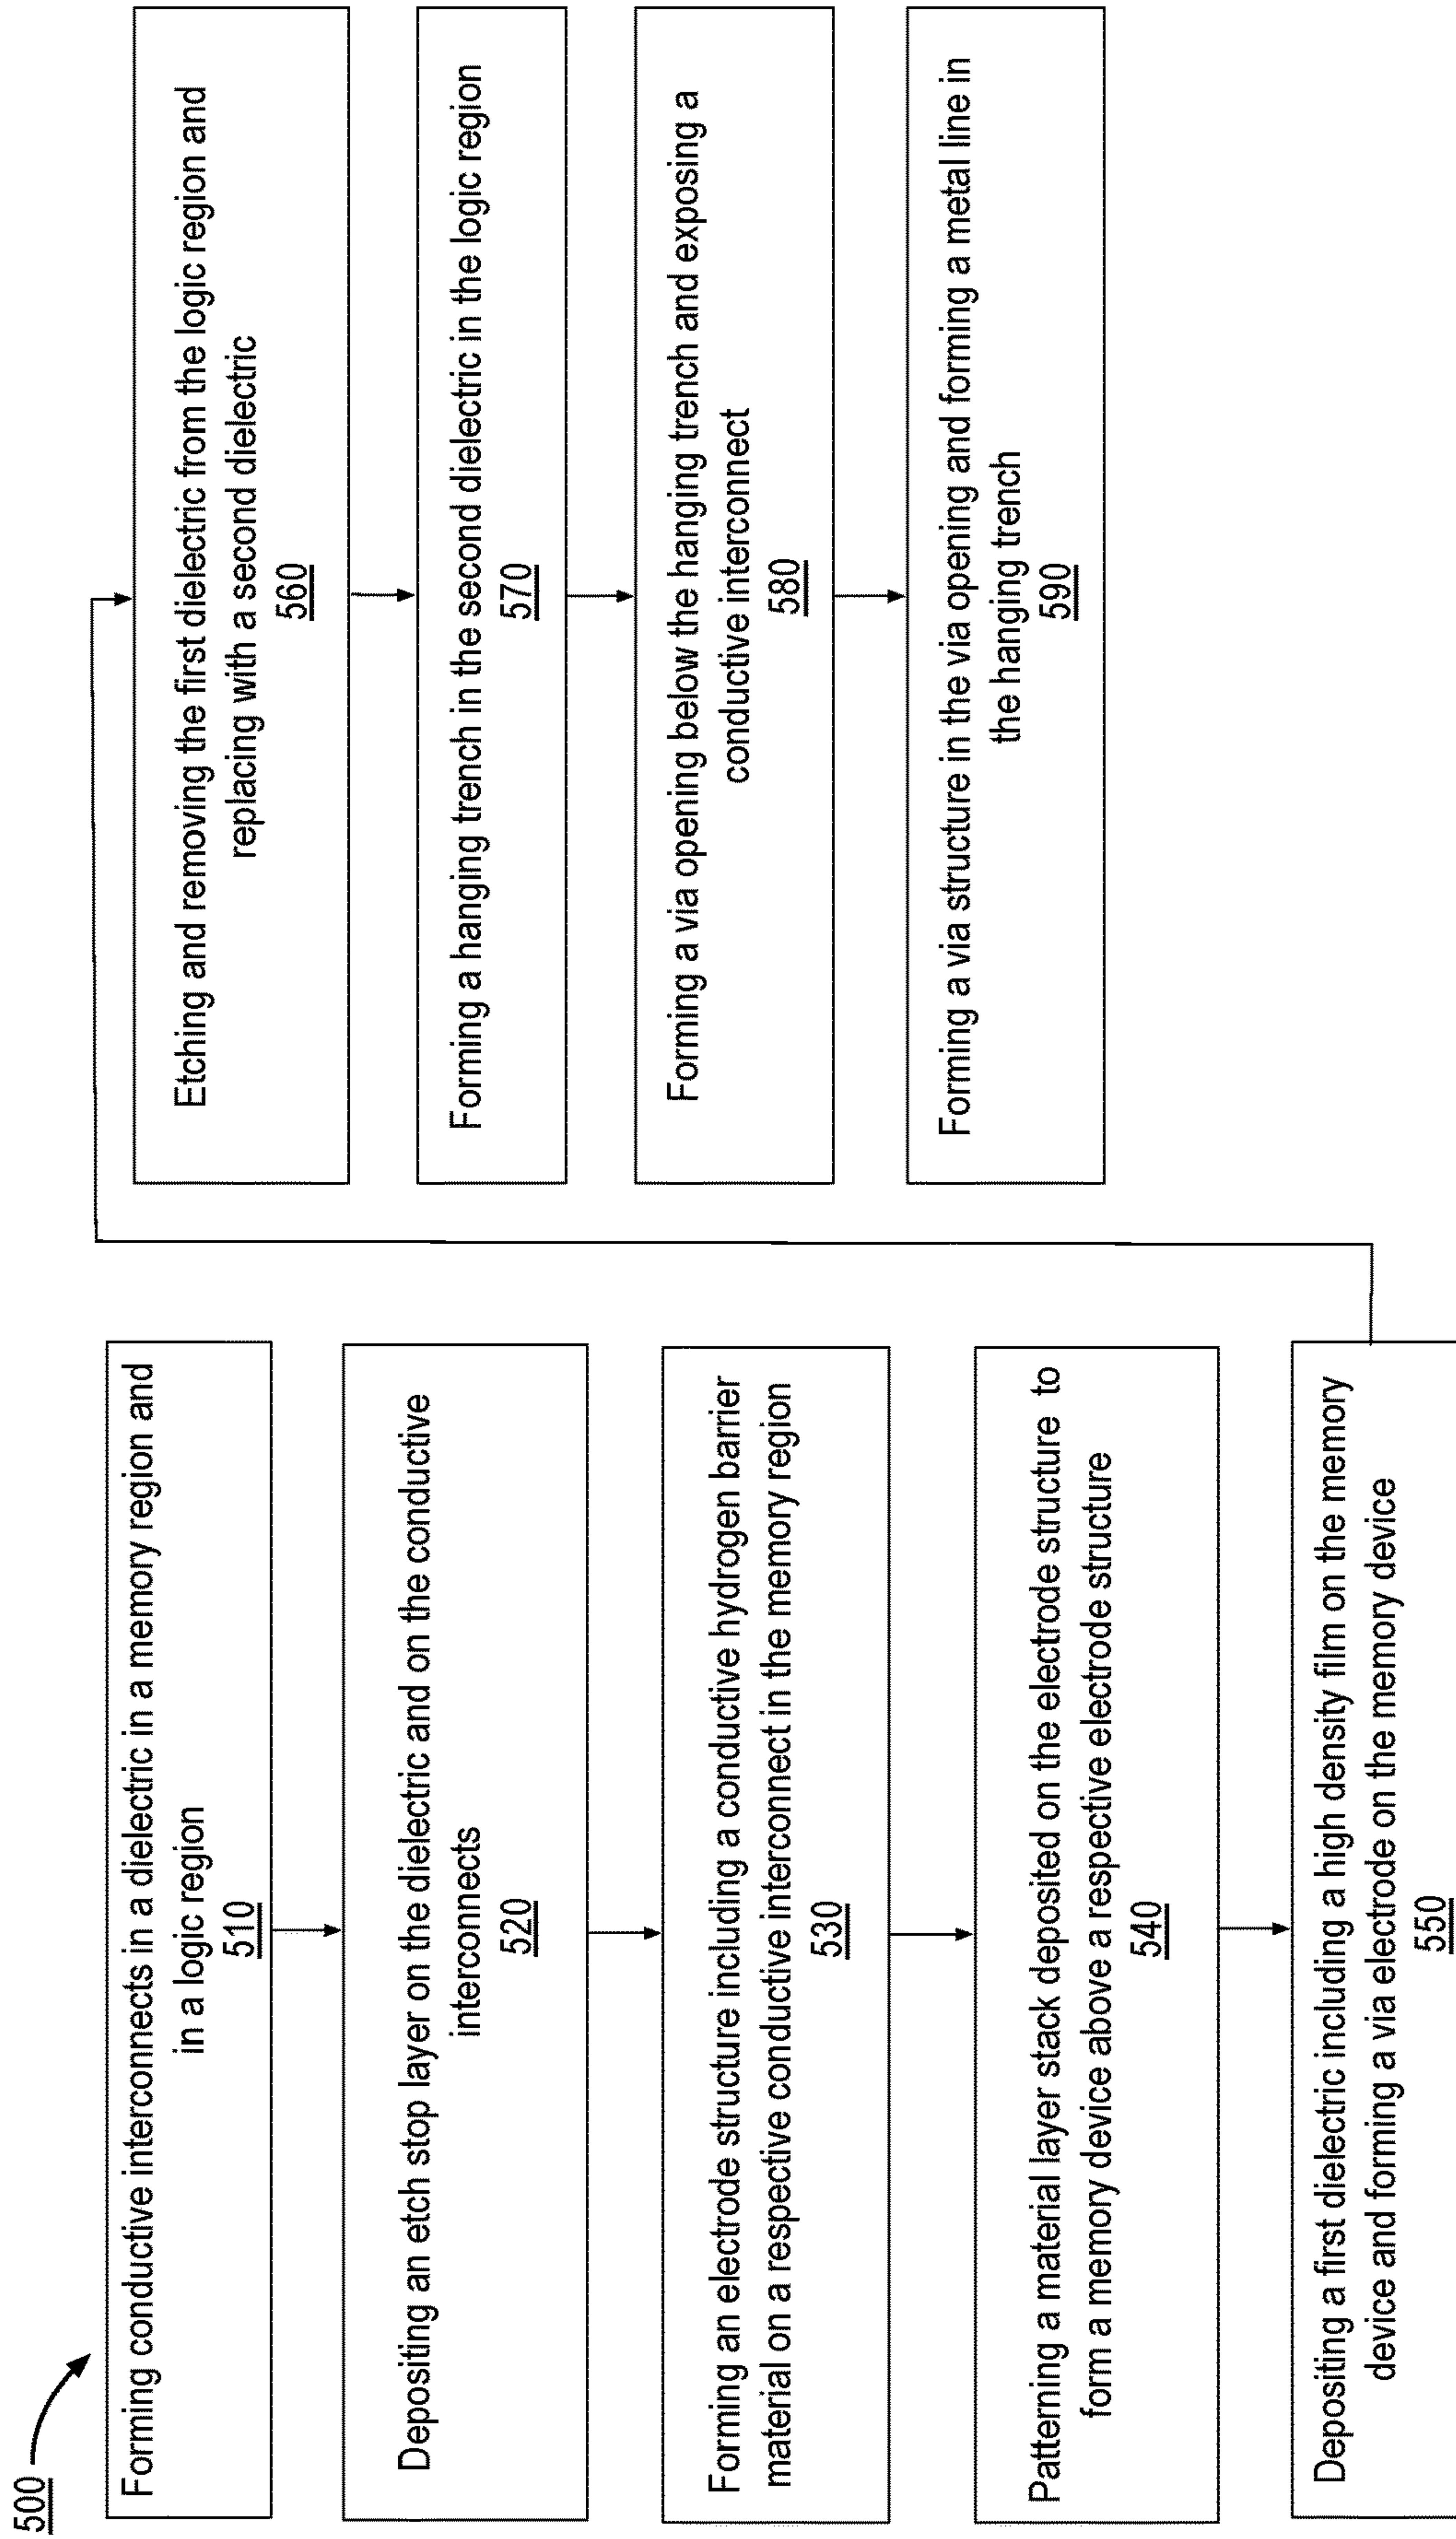 500
Forming conductive interconnects in a dielectric in a memory region and
in a logic region
510
Depositing an etch stop layer on the dielectric and on the conductive
interconnects
520
Forming an electrode structure including a conductive hydrogen barrier
material on a respective conductive interconnect in the memory region
530
Patterning a material layer stack deposited on the electrode structure to
form a memory device above a respective electrode structure
540
Depositing a first dielectric including a high density film on the memory
device and forming a via electrode on the memory device
550
Etching and removing the first dielectric from the logic region and
replacing with a second dielectric
560
Forming a hanging trench in the second dielectric in the logic region
570
Forming a via opening below the hanging trench and exposing a
conductive interconnect
580
Forming a via structure in the via opening and forming a metal line in
the hanging trench
590